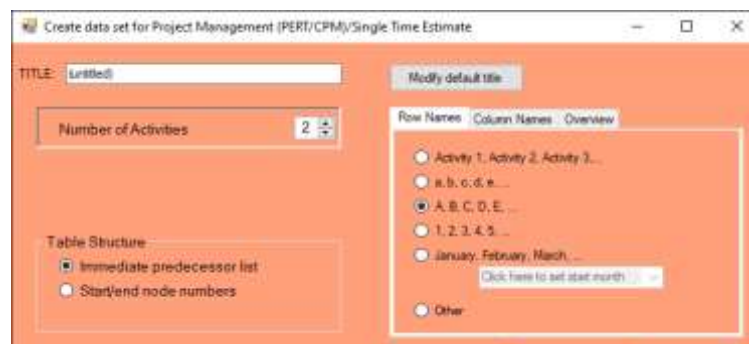 Create data set for Project Management (PERT/CPM)/Single Time Estimate
TITLE: (untitled)
Modify default title
Number of Activities 2
Row Names Column Names Overview
Activity 1, Activity 2, Activity 3,...
a, b, c, d, e, ...
A, B, C, D, E, ...
1, 2, 3, 4, 5, ...
January, February, March, ...
Click here to set start month
Other
Table Structure
Immediate predecessor list
Start/end node numbers